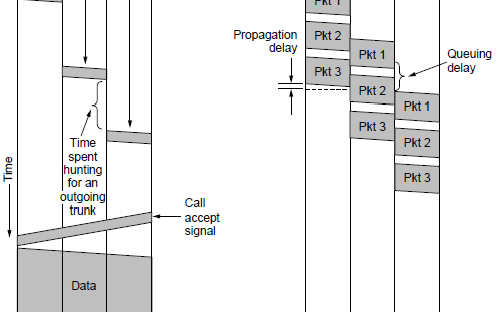 Time
Time
spent
hunting
for an
outgoing
trunk
Call
accept
signal
Data
Propagation
delay
Pkt 1
Pkt 2
Pkt 3
Pkt 1
Pkt 2
Pkt 3
Queuing
delay
Pkt 1
Pkt 2
Pkt 3